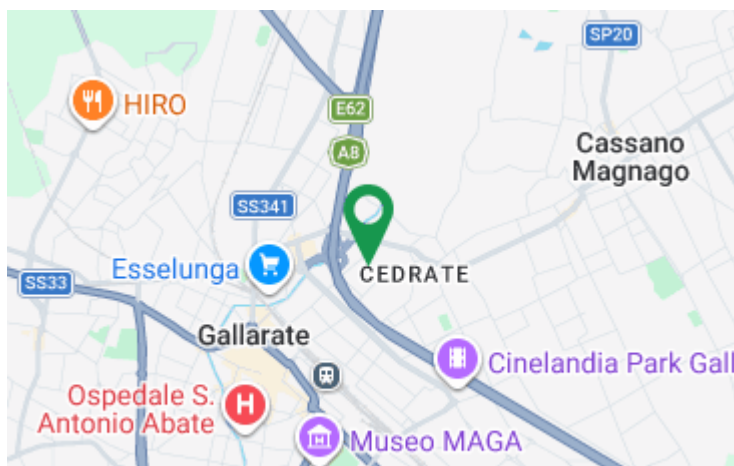 SP20
HIRO
E62
A8
Cassano
Magnago
SS341
Esselunga
CEDRATE
SS33
Gallarate
Cinelandia Park Gall
Ospedale S.
Antonio Abate
H
Museo MAGA
M